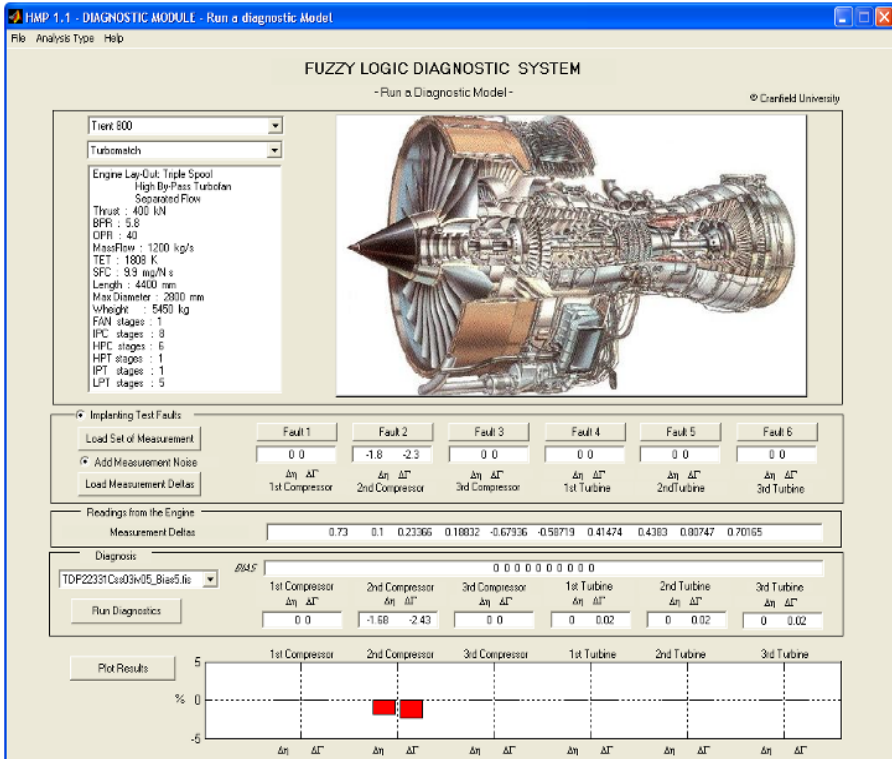 HMP 1.1 - DIAGNOSTIC MODULE - Run a diagnostic Model
File Analysis Type Help
FUZZY LOGIC DIAGNOSTIC SYSTEM
- Run a Diagnostic Model -
© Cranfield University
Trent 800
Turbomatch
Engine Lay-Out: Triple Spool
High By-Pass Turbofan
Separated Flow
Thrust : 400 kN
BPR : 5.8
OPR : 40
MassFlow : 1200 kg/s
TET : 1808 K
SFC : 9.9 mg/N s
Length : 4400 mm
Max Diameter : 2800 mm
Wheight : 5450 kg
FAN stages : 1
IPC stages : 8
HPC stages : 6
HPT stages : 1
IPT stages : 1
LPT stages : 5
Implanting Test Faults
Load Set of Measurement
Add Measurement Noise
Load Measurement Deltas
Fault 1 Fault 2 Fault 3 Fault 4 Fault 5 Fault 6
0 0 -1.8 -2.3 0 0 0 0 0 0 0 0
Δη ΔΓ Δη ΔΓ Δη ΔΓ Δη ΔΓ Δη ΔΓ Δη ΔΓ
1st Compressor 2nd Compressor 3rd Compressor 1st Turbine 2ndTurbine 3rd Turbine
Readings from the Engine
Measurement Deltas 0.73 0.1 0.23366 0.18832 -0.67936 -0.58719 0.41474 0.4383 0.80747 0.70165
Diagnosis
TDP22331Css03iv05_Bias5.fis
Run Diagnostics
BIAS 0 0 0 0 0 0 0 0 0 0
1st Compressor 2nd Compressor 3rd Compressor 1st Turbine 2nd Turbine 3rd Turbine
Δη ΔΓ Δη ΔΓ Δη ΔΓ Δη ΔΓ Δη ΔΓ Δη ΔΓ
0 0 -1.68 -2.43 0 0 0 0.02 0 0.02 0 0.02
Plot Results
1st Compressor 2nd Compressor 3rd Compressor 1st Turbine 2nd Turbine 3rd Turbine
5
% 0
-5
Δη ΔΓ Δη ΔΓ Δη ΔΓ Δη ΔΓ Δη ΔΓ Δη ΔΓ